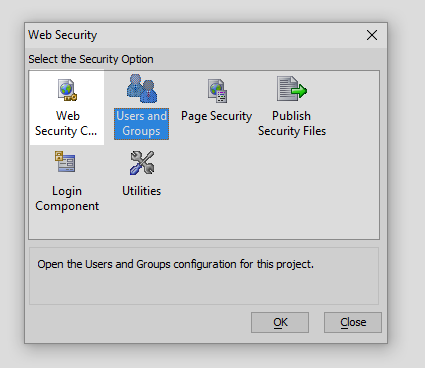 Web Security
Select the Security Option
Web
Security C...
Users and
Groups
Page Security
Publish
Security Files
Login
Component
Utilities
Open the Users and Groups configuration for this project.
OK
Close